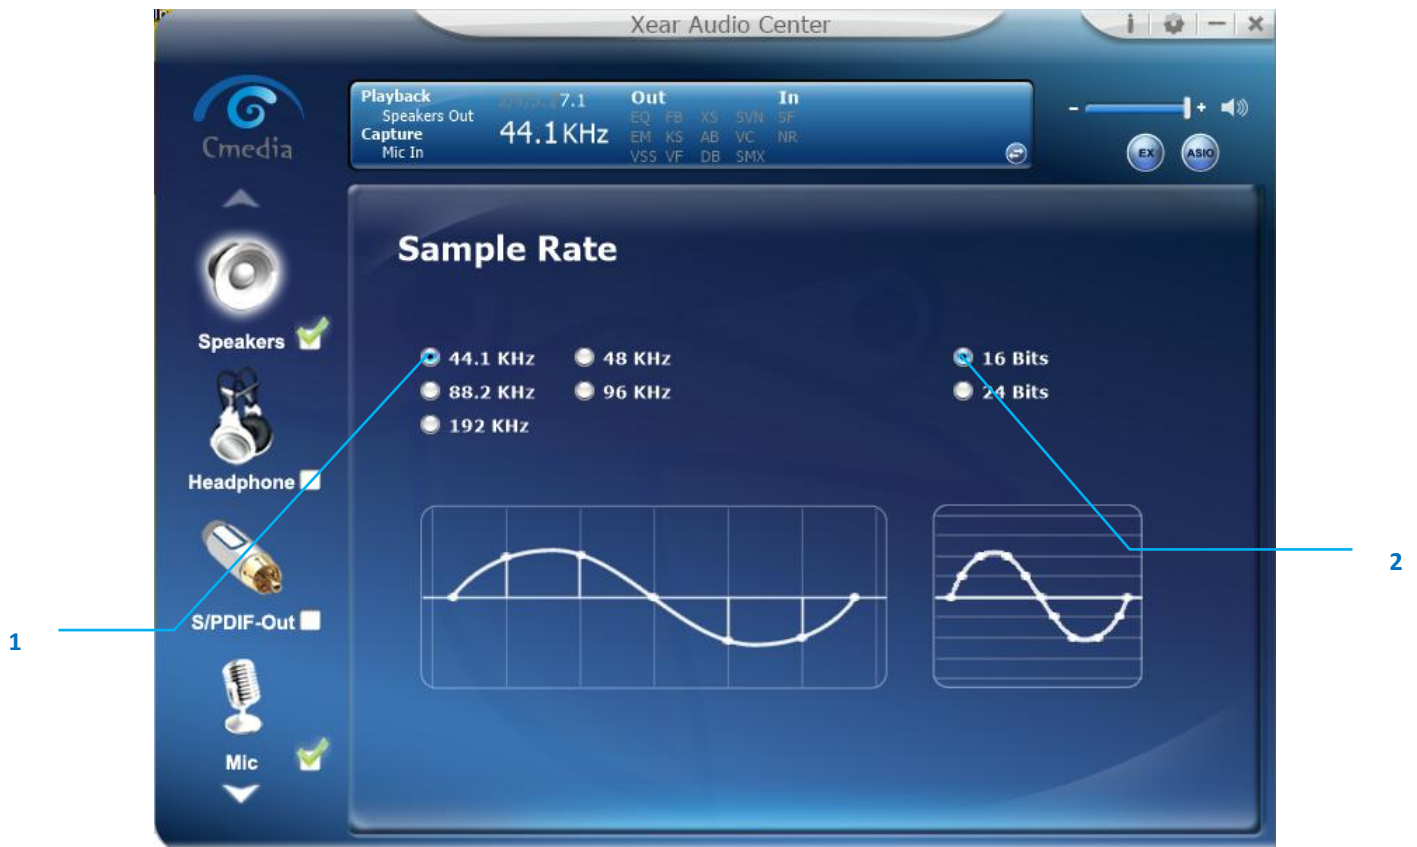 Xear Audio Center
i
Cmedia
Playback 7.1 Out In
Speakers Out EQ FB XS SVN SF
Capture 44.1KHz EM KS AB VC NR
Mic In VSS VF DB SMX
- +
EX ASIO
Sample Rate
Speakers
44.1 KHz 48 KHz 16 Bits
88.2 KHz 96 KHz 24 Bits
192 KHz
Headphone
2
S/PDIF-Out
1
Mic